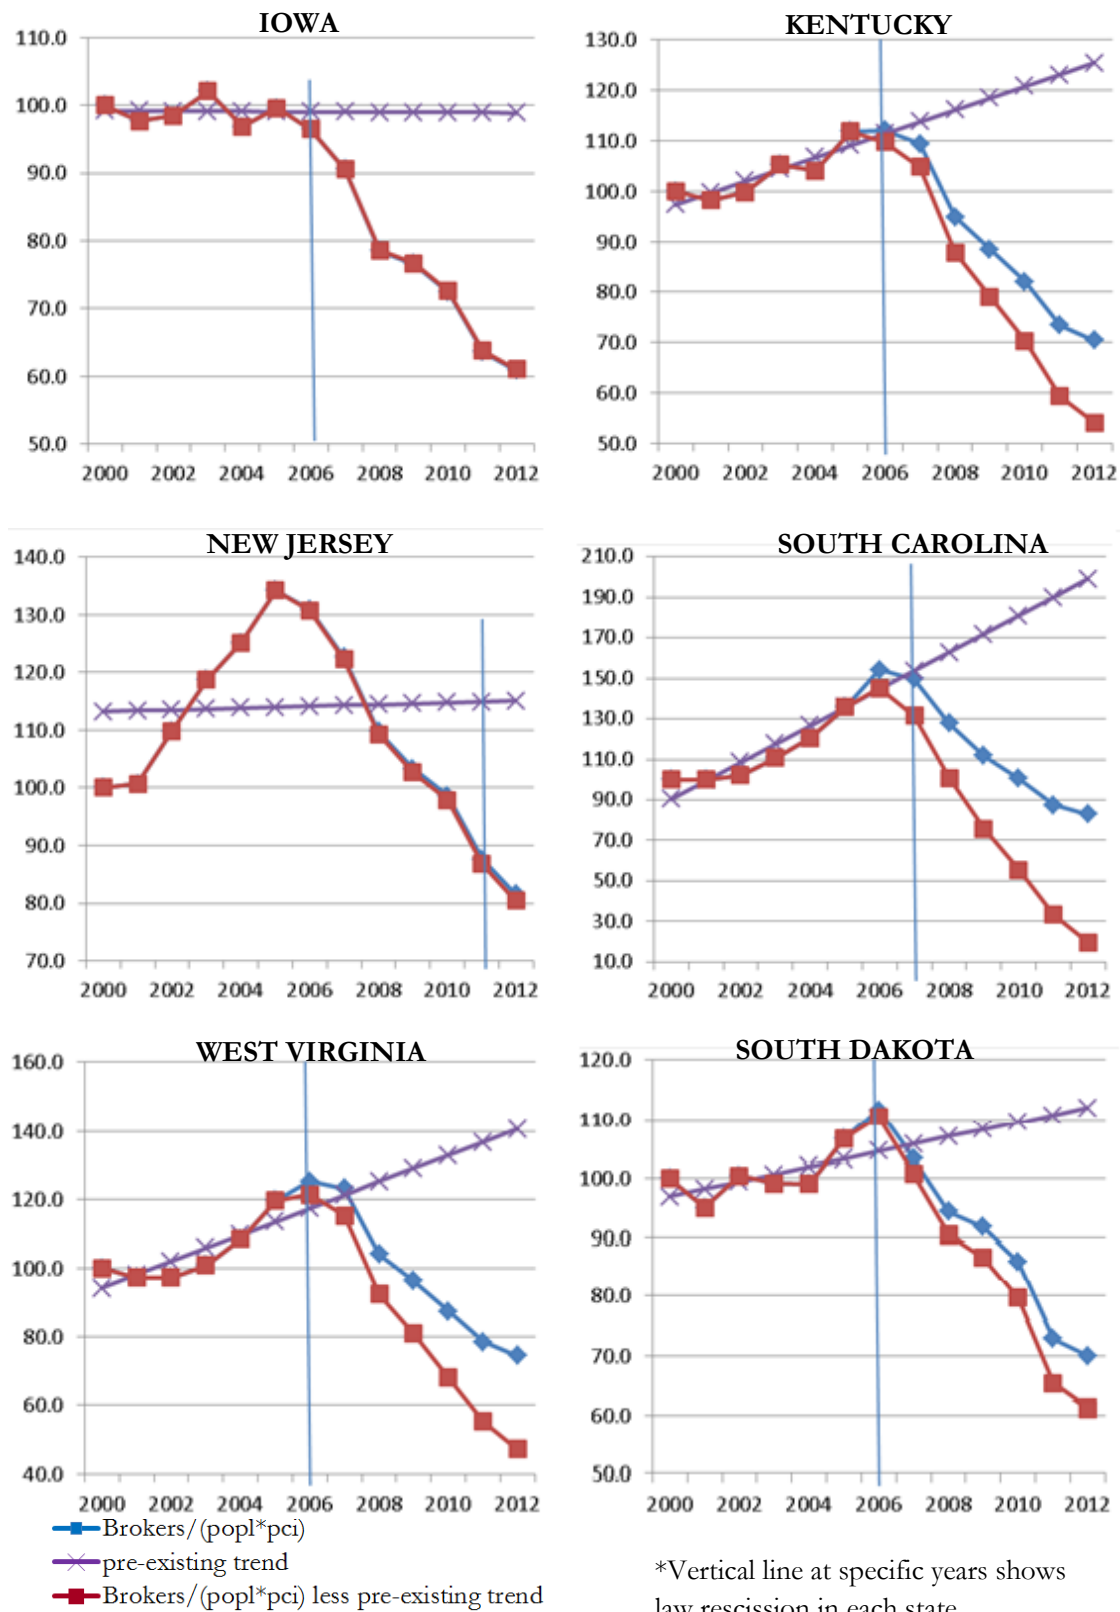 IOWA
110.0
100.0
90.0
80.0
70.0
60.0
50.0
2000 2002 2004 2006 2008 2010 2012
KENTUCKY
130.0
120.0
110.0
100.0
90.0
80.0
70.0
60.0
50.0
2000 2002 2004 2006 2008 2010 2012
NEW JERSEY
140.0
130.0
120.0
110.0
100.0
90.0
80.0
70.0
2000 2002 2004 2006 2008 2010 2012
SOUTH CAROLINA
210.0
190.0
170.0
150.0
130.0
110.0
90.0
70.0
50.0
30.0
10.0
2000 2002 2004 2006 2008 2010 2012
WEST VIRGINIA
160.0
140.0
120.0
100.0
80.0
60.0
40.0
2000 2002 2004 2006 2008 2010 2012
SOUTH DAKOTA
120.0
110.0
100.0
90.0
80.0
70.0
60.0
50.0
2000 2002 2004 2006 2008 2010 2012
Brokers/(popl*pci)
pre-existing trend
Brokers/(popl*pci) less pre-existing trend
*Vertical line at specific years shows
law rescission in each state